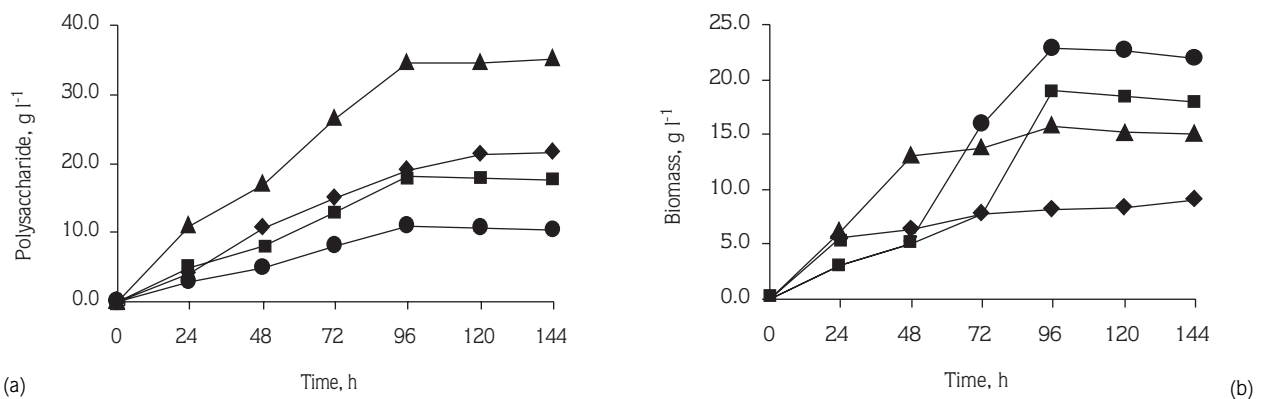 40.0
30.0
20.0
10.0
0.0
Polysaccharide, g l-1
0 24 48 72 96 120 144
Time, h
(a)
25.0
20.0
15.0
10.0
5.0
0.0
Biomass, g l-1
0 24 48 72 96 120 144
Time, h
(b)